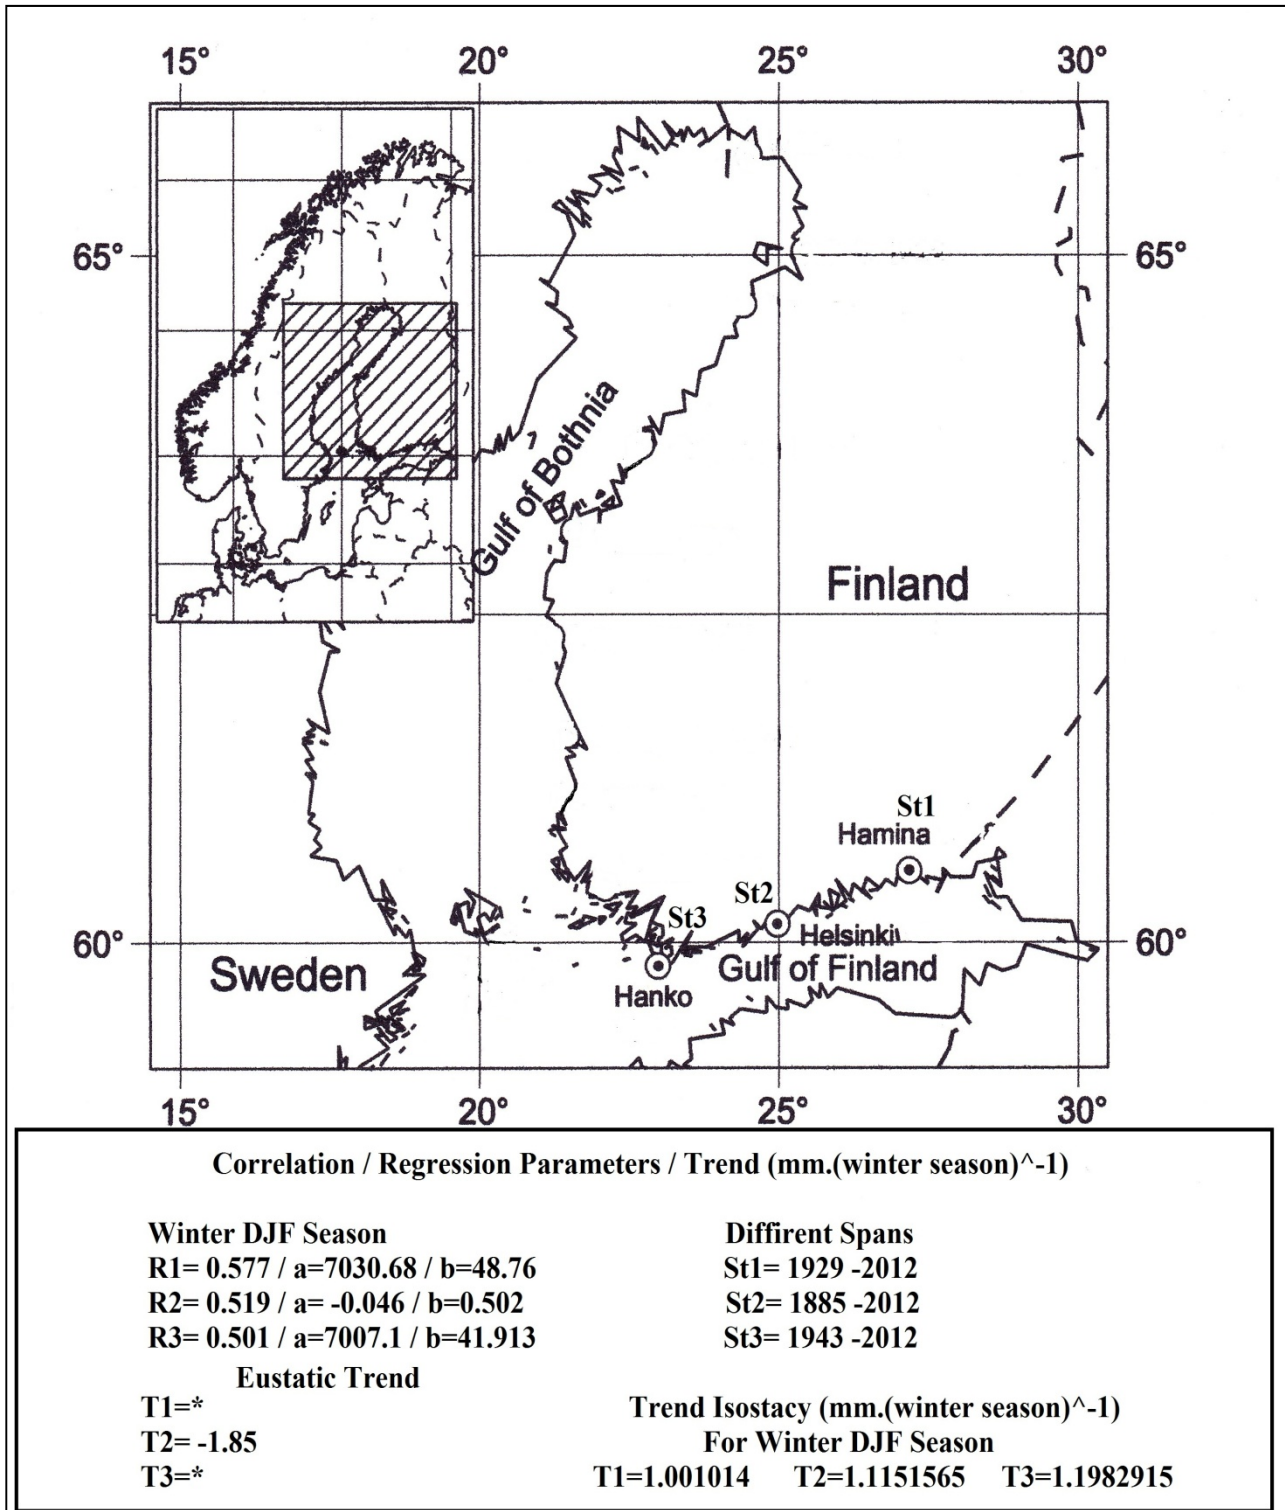 15° 20° 25° 30°
65° 65°
Gulf of Bothnia
Finland
St1
Hamina
St2
St3
Helsinki
60° 60°
Sweden
Gulf of Finland
Hanko
15° 20° 25° 30°
Correlation / Regression Parameters / Trend (mm.(winter season)^-1)
Winter DJF Season Diffirent Spans
R1= 0.577 / a=7030.68 / b=48.76 St1= 1929 -2012
R2= 0.519 / a= -0.046 / b=0.502 St2= 1885 -2012
R3= 0.501 / a=7007.1 / b=41.913 St3= 1943 -2012
Eustatic Trend
T1=* Trend Isostacy (mm.(winter season)^-1)
T2= -1.85 For Winter DJF Season
T3=* T1=1.001014 T2=1.1151565 T3=1.1982915